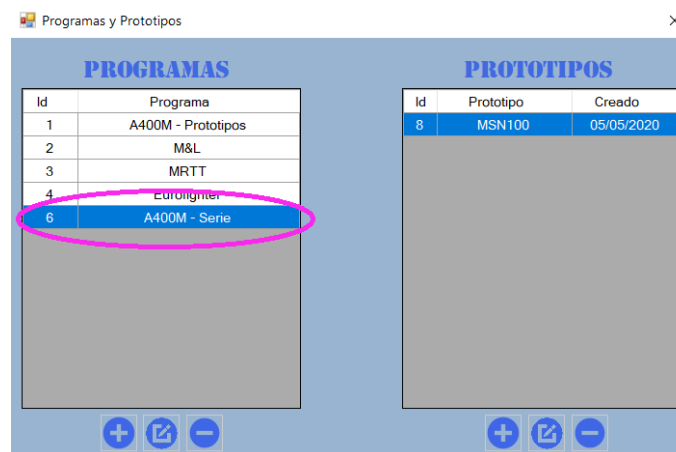 Programas y Prototipos
PROGRAMAS
Id Programa
1 A400M - Prototipos
2 M&L
3 MRTT
4 Eurofighter
6 A400M - Serie
PROTOTIPOS
Id Prototipo Creado
8 MSN100 05/05/2020